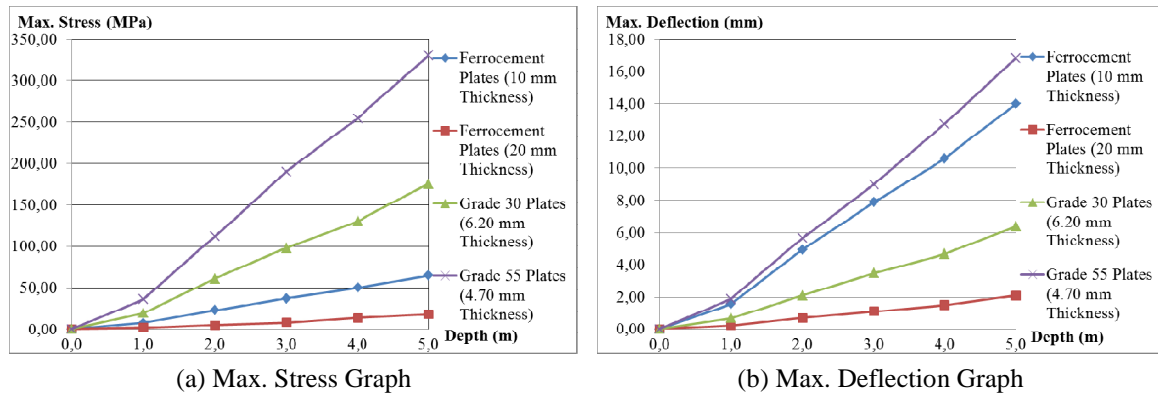 Max. Stress (MPa)
350,00
300,00
250,00
200,00
150,00
100,00
50,00
0,00
0,0 1,0 2,0 3,0 4,0 5,0
Depth (m)
Ferrocement
Plates (10 mm
Thickness)
Ferrocement
Plates (20 mm
Thickness)
Grade 30 Plates
(6.20 mm
Thickness)
Grade 55 Plates
(4.70 mm
Thickness)
(a) Max. Stress Graph
Max. Deflection (mm)
18,00
16,00
14,00
12,00
10,00
8,00
6,00
4,00
2,00
0,00
0,0 1,0 2,0 3,0 4,0 5,0
Depth (m)
Ferrocement
Plates (10 mm
Thickness)
Ferrocement
Plates (20 mm
Thickness)
Grade 30 Plates
(6.20 mm
Thickness)
Grade 55 Plates
(4.70 mm
Thickness)
(b) Max. Deflection Graph